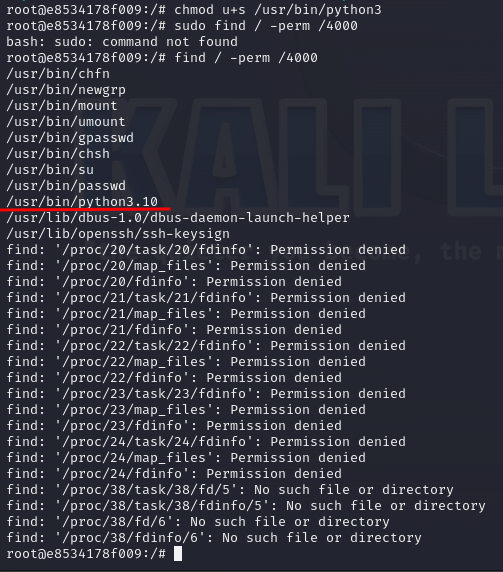 root@e8534178f009:/# chmod u+s /usr/bin/python3
root@e8534178f009:/# sudo find / -perm /4000
bash: sudo: command not found
root@e8534178f009:/# find / -perm /4000
/usr/bin/chfn
/usr/bin/newgrp
/usr/bin/mount
/usr/bin/umount
/usr/bin/gpasswd
/usr/bin/chsh
/usr/bin/su
/usr/bin/passwd
/usr/bin/python3.10
/usr/lib/dbus-1.0/dbus-daemon-launch-helper
/usr/lib/openssh/ssh-keysign
find: '/proc/20/task/20/fdinfo': Permission denied
find: '/proc/20/map_files': Permission denied
find: '/proc/20/fdinfo': Permission denied
find: '/proc/21/task/21/fdinfo': Permission denied
find: '/proc/21/map_files': Permission denied
find: '/proc/21/fdinfo': Permission denied
find: '/proc/22/task/22/fdinfo': Permission denied
find: '/proc/22/map_files': Permission denied
find: '/proc/22/fdinfo': Permission denied
find: '/proc/23/task/23/fdinfo': Permission denied
find: '/proc/23/map_files': Permission denied
find: '/proc/23/fdinfo': Permission denied
find: '/proc/24/task/24/fdinfo': Permission denied
find: '/proc/24/map_files': Permission denied
find: '/proc/24/fdinfo': Permission denied
find: '/proc/38/task/38/fd/5': No such file or directory
find: '/proc/38/task/38/fdinfo/5': No such file or directory
find: '/proc/38/fd/6': No such file or directory
find: '/proc/38/fdinfo/6': No such file or directory
root@e8534178f009:/#
KALI L